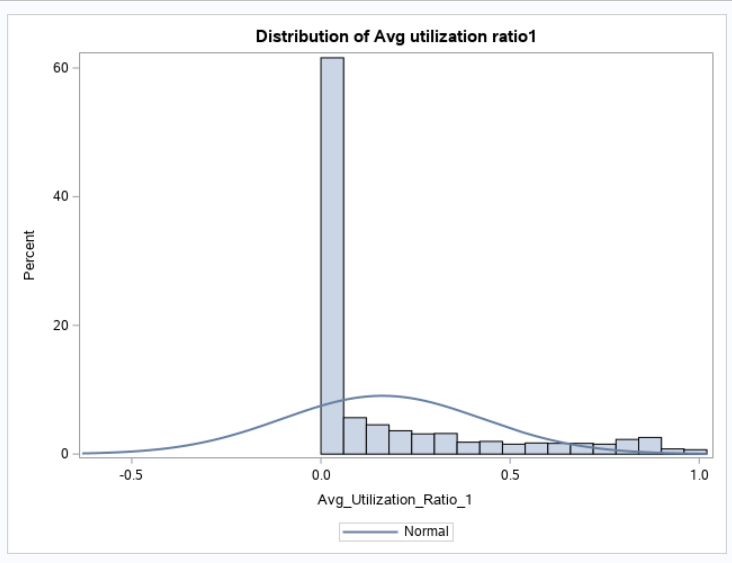 Distribution of Avg utilization ratio1
60
40
20
0
Percent
-0.5
0.0
0.5
1.0
Avg_Utilization_Ratio_1
Normal